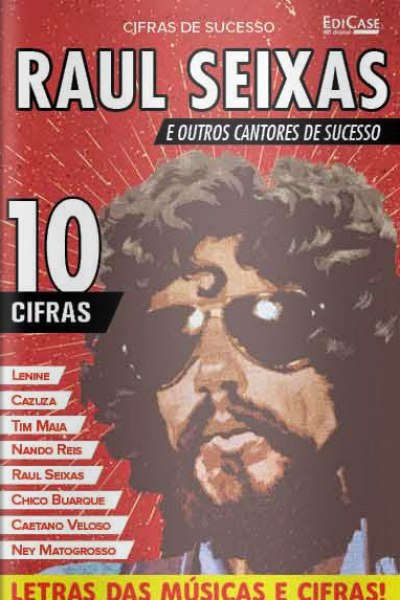 CIFRAS DE SUCESSO
EDICASE
RAUL SEIXAS
E OUTROS CANTORES DE SUCESSO
10
CIFRAS
LENINE
CAZUZA
TIM MAIA
NANDO REIS
RAUL SEIXAS
CHICO BUARQUE
CAETANO VELOSO
NEY MATOGROSSO
LETRAS DAS MÚSICAS E CIFRAS!